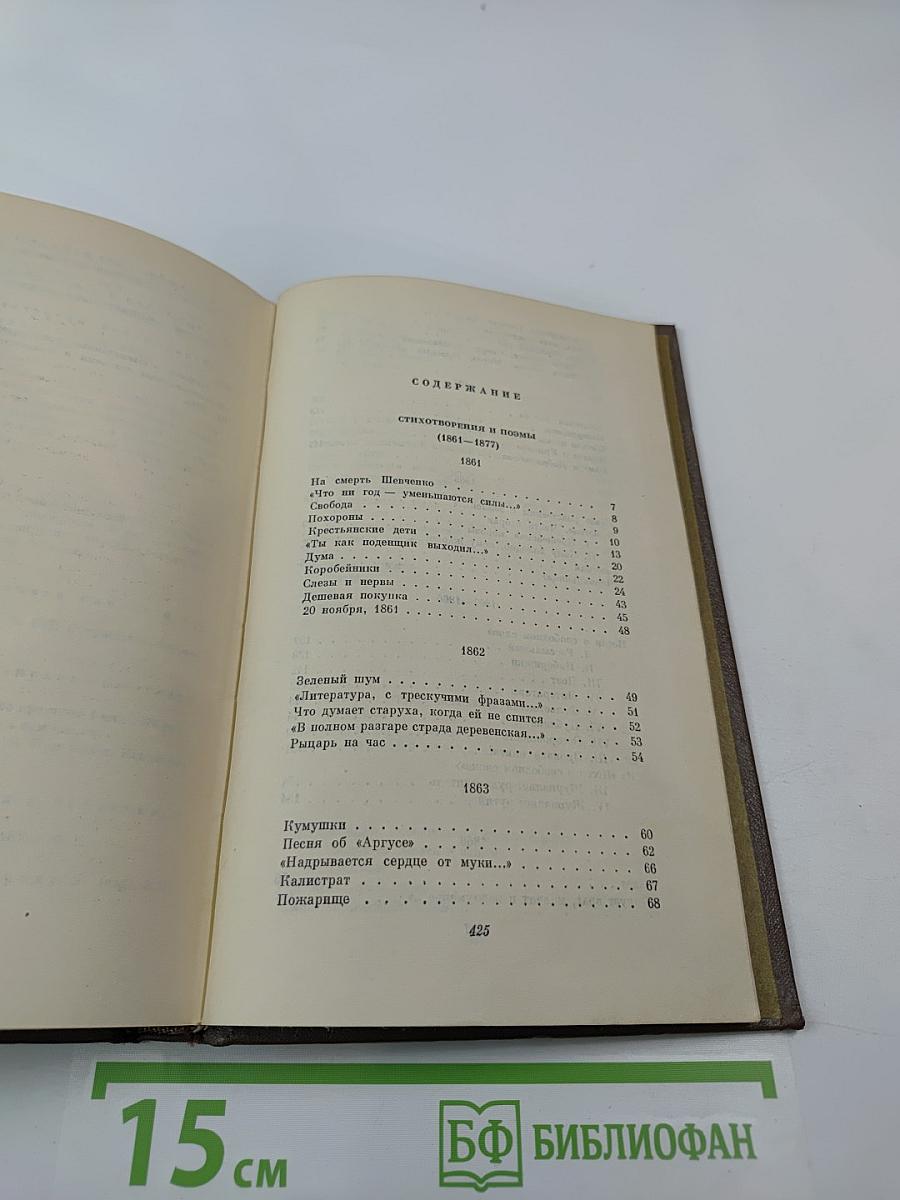 СОДЕРЖАНИЕ
СТИХОТВОРЕНИЯ И ПОЭМЫ
(1861—1877)
1861
На смерть Шевченко . . . . . . . . . . . . 7
«Что ни год — уменьшаются силы...» . . . . . . 8
Свобода . . . . . . . . . . . . . . . . 9
Похороны . . . . . . . . . . . . . . . . 10
Крестьянские дети . . . . . . . . . . . . 13
«Ты как поденщик выходил...» . . . . . . . . 20
Дума . . . . . . . . . . . . . . . . . 22
Коробейники . . . . . . . . . . . . . . . 24
Слезы и нервы . . . . . . . . . . . . . . 43
Дешевая покупка . . . . . . . . . . . . . 45
20 ноября, 1861 . . . . . . . . . . . . . 48
1862
Зеленый шум . . . . . . . . . . . . . . . 49
«Литература, с трескучими фразами...» . . . . . 51
Что думает старуха, когда ей не спится . . . . . 52
«В полном разгаре страда деревенская...» . . . . 53
Рыцарь на час . . . . . . . . . . . . . . 54
1863
Кумушки . . . . . . . . . . . . . . . . 60
Песня об «Аргусе» . . . . . . . . . . . . 62
«Надрывается сердце от муки...» . . . . . . . 66
Калистрат . . . . . . . . . . . . . . . 67
Пожарище . . . . . . . . . . . . . . . 68
425
15 см
БФ БИБЛИОФАН